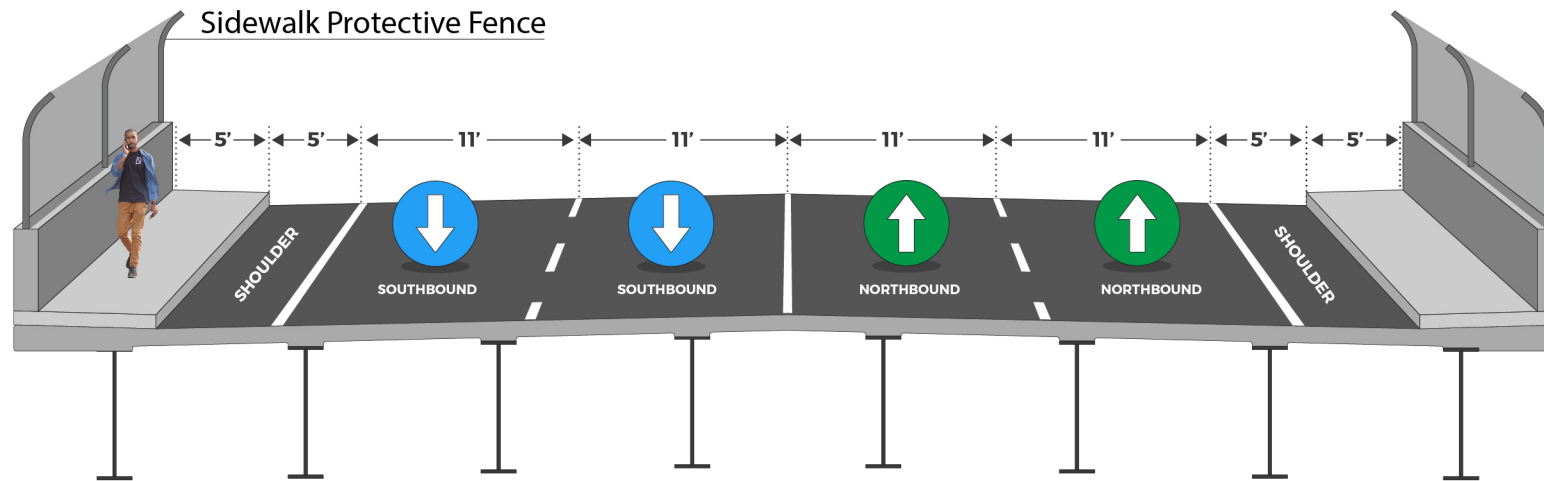 Sidewalk Protective Fence
5’
5’
11’
11’
11’
11’
5’
5’
SHOULDER
SOUTHBOUND
SOUTHBOUND
NORTHBOUND
NORTHBOUND
SHOULDER